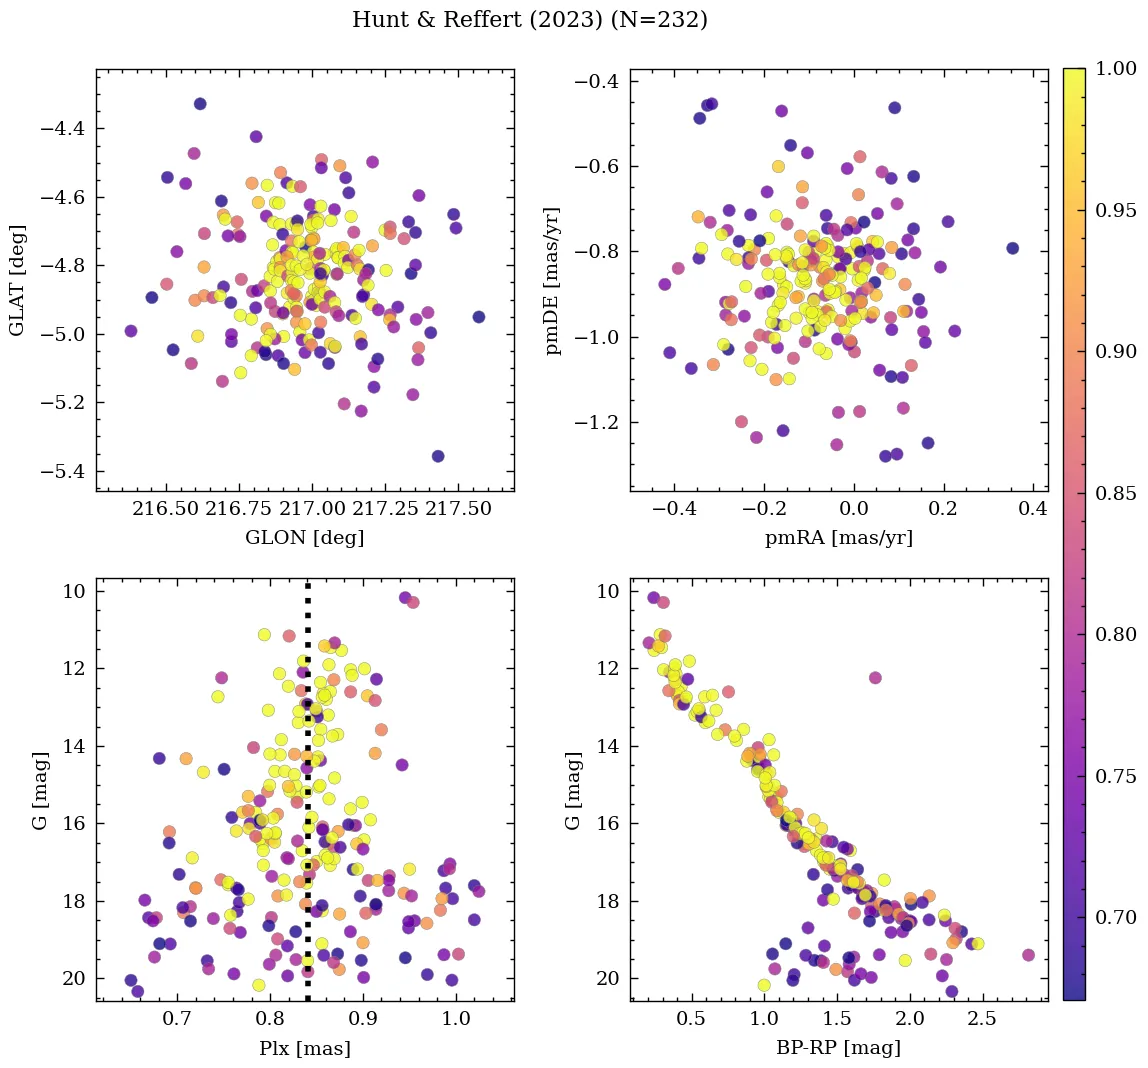 Hunt & Reffert (2023) (N=232)
−4.4
−4.6
−4.8
−5.0
−5.2
−5.4
GLAT [deg]
216.50 216.75 217.00 217.25 217.50
GLON [deg]
−0.4
−0.6
−0.8
−1.0
−1.2
pmDE [mas/yr]
−0.4 −0.2 0.0 0.2 0.4
pmRA [mas/yr]
10
12
14
16
18
20
G [mag]
0.7 0.8 0.9 1.0
Plx [mas]
10
12
14
16
18
20
G [mag]
0.5 1.0 1.5 2.0 2.5
BP-RP [mag]
1.00
0.95
0.90
0.85
0.80
0.75
0.70